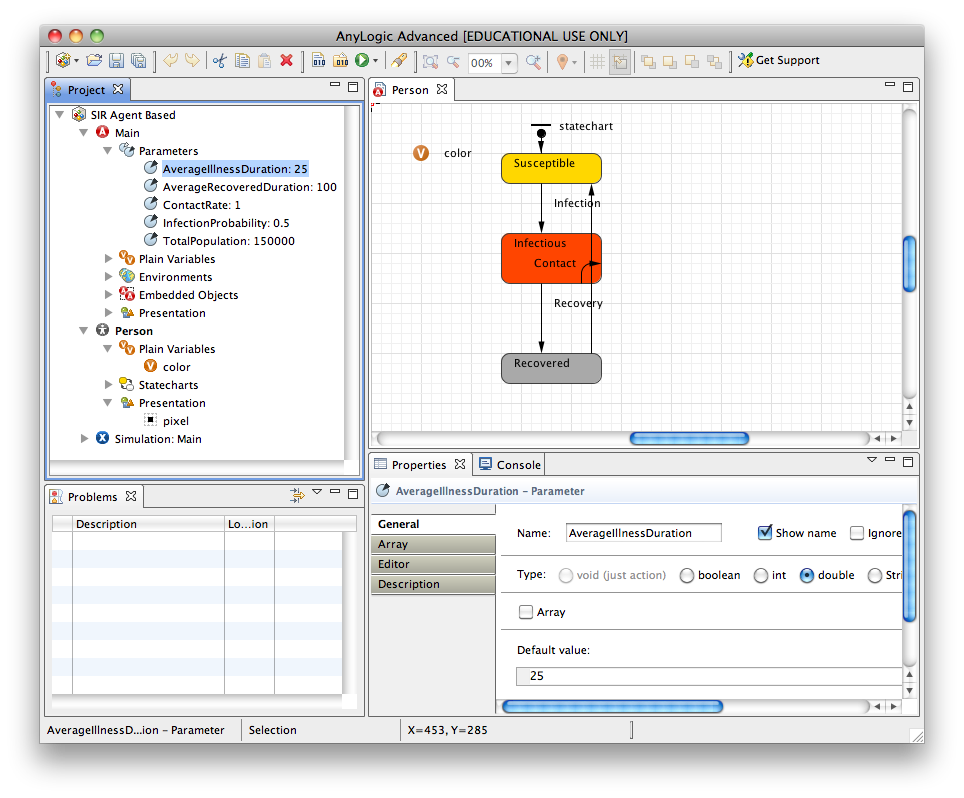 AnyLogic Advanced [EDUCATIONAL USE ONLY]
00%
Get Support
Project
SIR Agent Based
Main
Parameters
AverageIllnessDuration: 25
AverageRecoveredDuration: 100
ContactRate: 1
InfectionProbability: 0.5
TotalPopulation: 150000
Plain Variables
Environments
Embedded Objects
Presentation
Person
Plain Variables
color
Statecharts
Presentation
pixel
Simulation: Main
Person
statechart
color
Susceptible
Infection
Infectious
Contact
Recovery
Recovered
Problems
Description Lo...ion
Properties Console
AverageIllnessDuration – Parameter
General
Array
Editor
Description
Name: AverageIllnessDuration Show name Ignore
Type: void (just action) boolean int double Stri
Array
Default value:
25
AverageIllnessD...ion – Parameter Selection X=453, Y=285